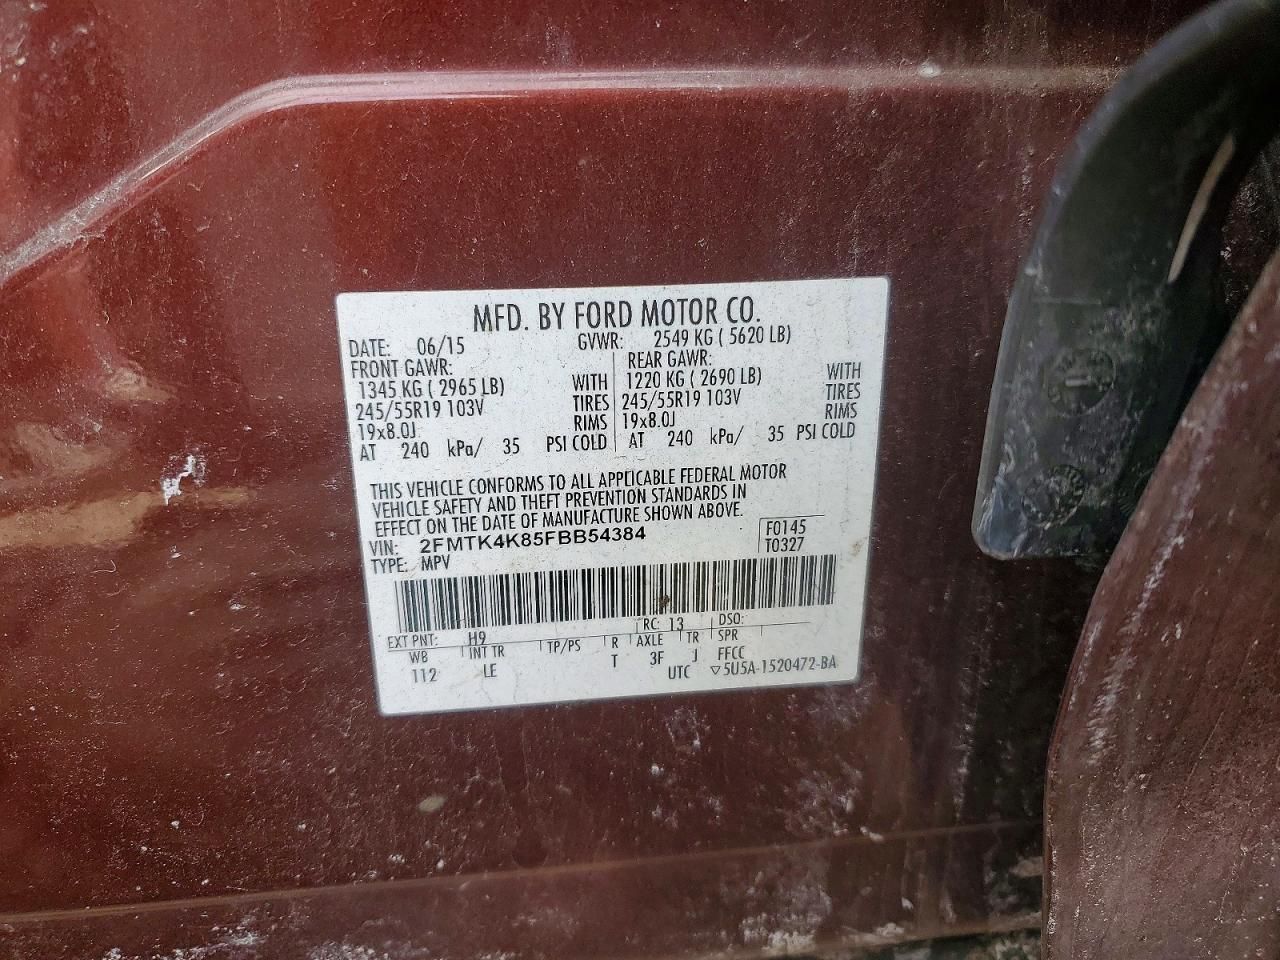 MFD. BY FORD MOTOR CO.
DATE: 06/15 GVWR: 2549 KG ( 5620 LB)
FRONT GAWR: REAR GAWR:
1345 KG ( 2965 LB) WITH 1220 KG ( 2690 LB) WITH
245/55R19 103V TIRES 245/55R19 103V TIRES
19x8.0J RIMS 19x8.0J RIMS
AT 240 kPa/ 35 PSI COLD AT 240 kPa/ 35 PSI COLD
THIS VEHICLE CONFORMS TO ALL APPLICABLE FEDERAL MOTOR
VEHICLE SAFETY AND THEFT PREVENTION STANDARDS IN
EFFECT ON THE DATE OF MANUFACTURE SHOWN ABOVE.
VIN: 2FMTK4K85FBB54384 F0145
TYPE: MPV T0327
EXT PNT: H9 RC: 13 DSO:
WB INT TR TP/PS R AXLE TR SPR
112 LE T 3F J FFCC
UTC ▽5U5A-1520472-BA